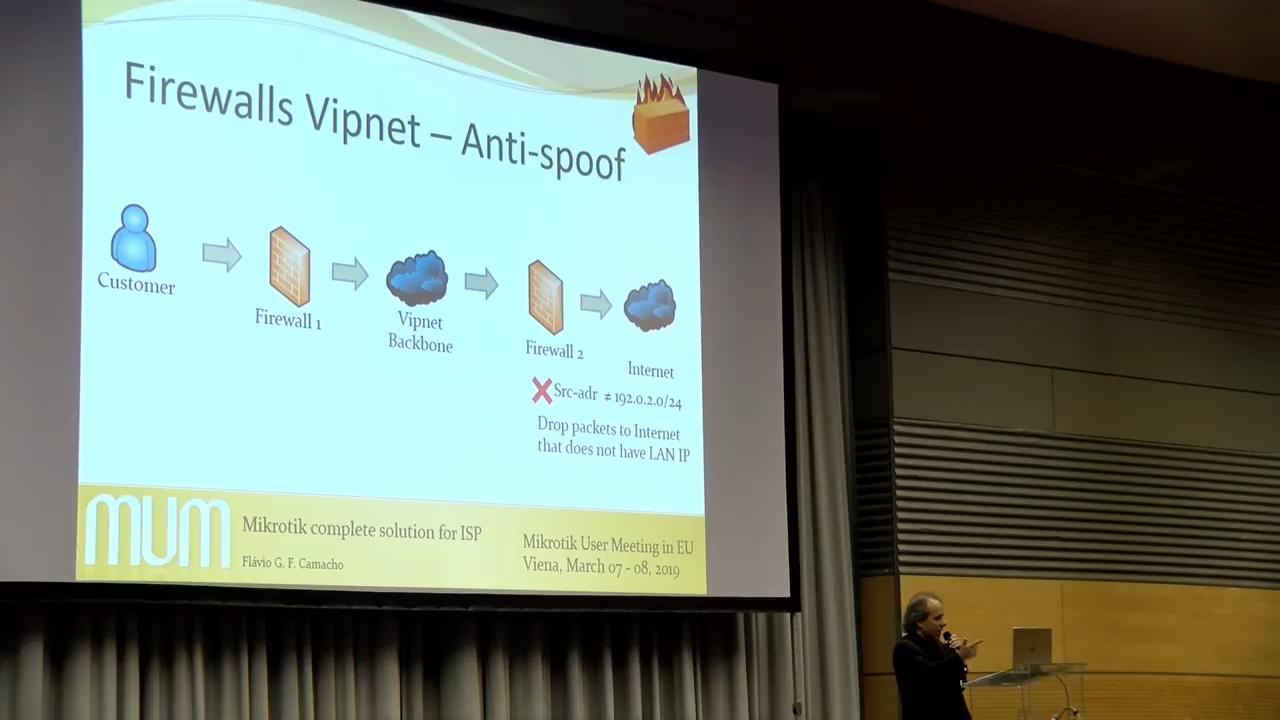 Firewalls Vipnet – Anti-spoof
Customer
Firewall 1
Vipnet
Backbone
Firewall 2
Internet
Src-adr ≠ 192.0.2.0/24
Drop packets to Internet
that does not have LAN IP
MUM
Mikrotik complete solution for ISP
Flávio G. F. Camacho
Mikrotik User Meeting in EU
Viena, March 07 - 08, 2019